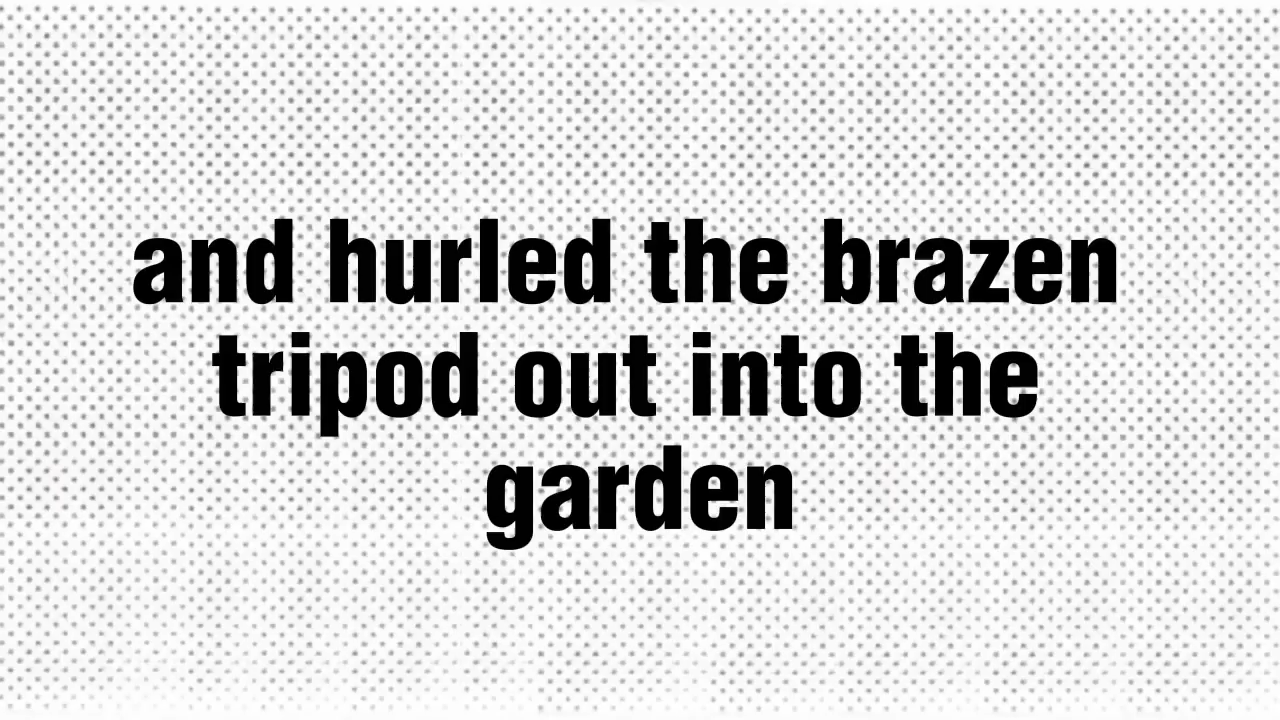 and hurled the brazen
tripod out into the
garden